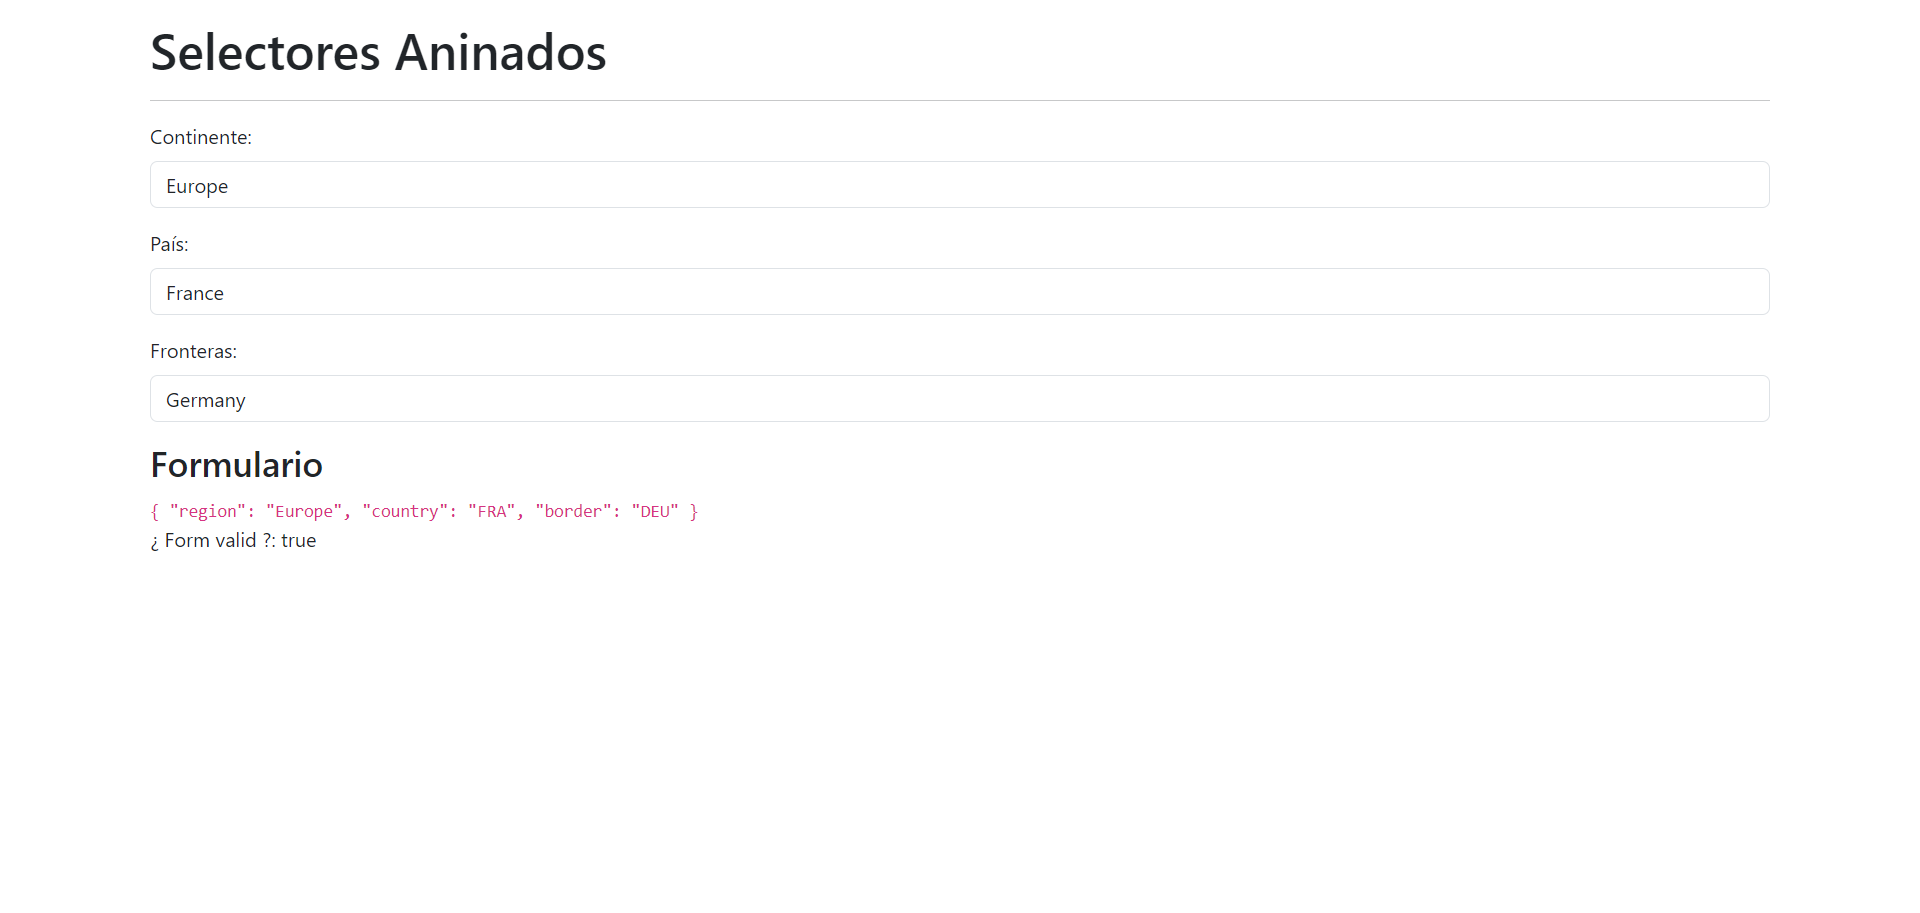 Selectores Aninados
Continente:
Europe
País:
France
Fronteras:
Germany
Formulario
{ "region": "Europe", "country": "FRA", "border": "DEU" }
¿ Form valid ?: true